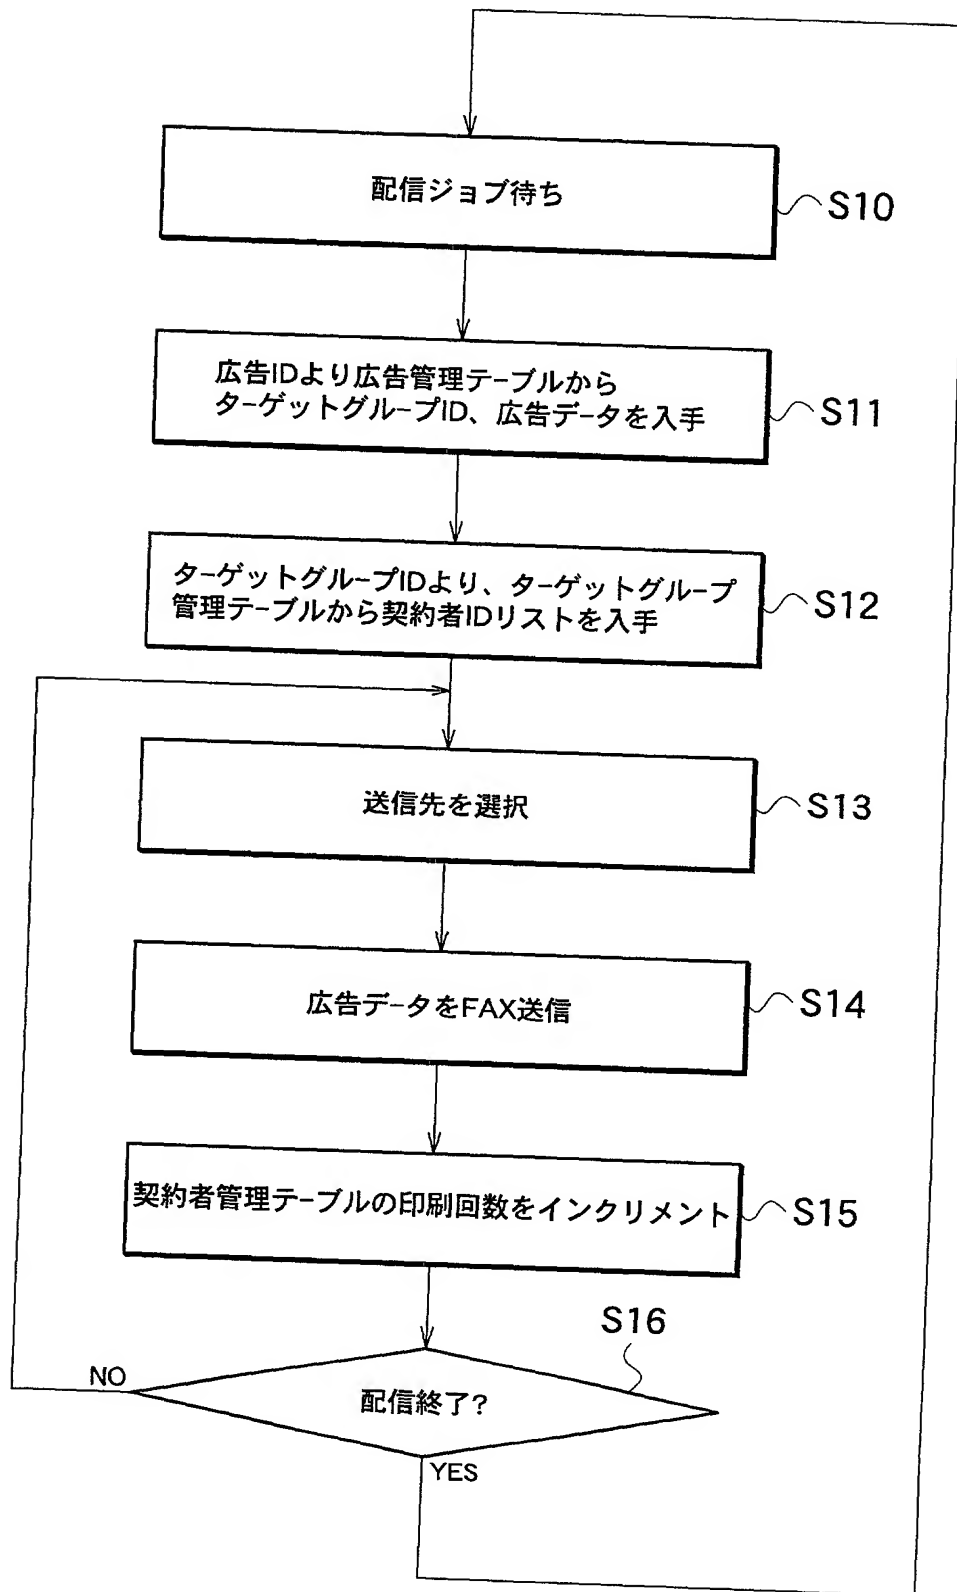 配信ジョブ待ち
S10
広告IDより広告管理テーブルから
ターゲットグループID、広告データを入手
S11
ターゲットグループIDより、ターゲットグループ
管理テーブルから契約者IDリストを入手
S12
送信先を選択
S13
広告データをFAX送信
S14
契約者管理テーブルの印刷回数をインクリメント
S15
S16
配信終了?
NO
YES